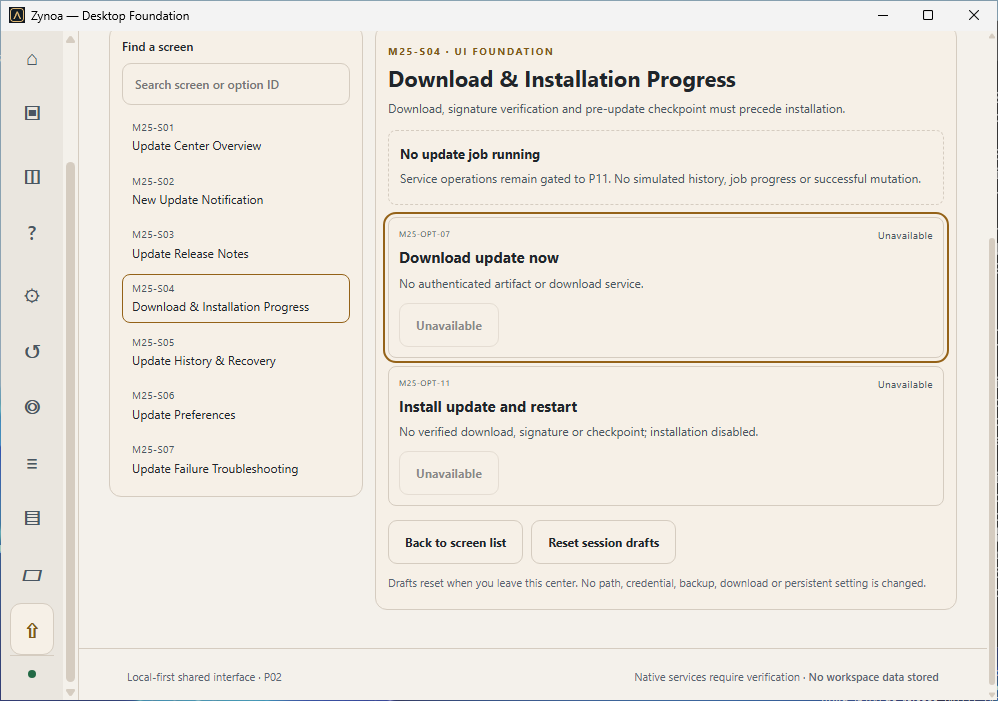 Zynoa — Desktop Foundation
Find a screen
Search screen or option ID
M25-S01
Update Center Overview
M25-S02
New Update Notification
M25-S03
Update Release Notes
M25-S04
Download & Installation Progress
M25-S05
Update History & Recovery
M25-S06
Update Preferences
M25-S07
Update Failure Troubleshooting
M25-S04 · UI FOUNDATION
Download & Installation Progress
Download, signature verification and pre-update checkpoint must precede installation.
No update job running
Service operations remain gated to P11. No simulated history, job progress or successful mutation.
M25-OPT-07
Unavailable
Download update now
No authenticated artifact or download service.
Unavailable
M25-OPT-11
Unavailable
Install update and restart
No verified download, signature or checkpoint; installation disabled.
Unavailable
Back to screen list
Reset session drafts
Drafts reset when you leave this center. No path, credential, backup, download or persistent setting is changed.
Local-first shared interface · P02
Native services require verification · No workspace data stored